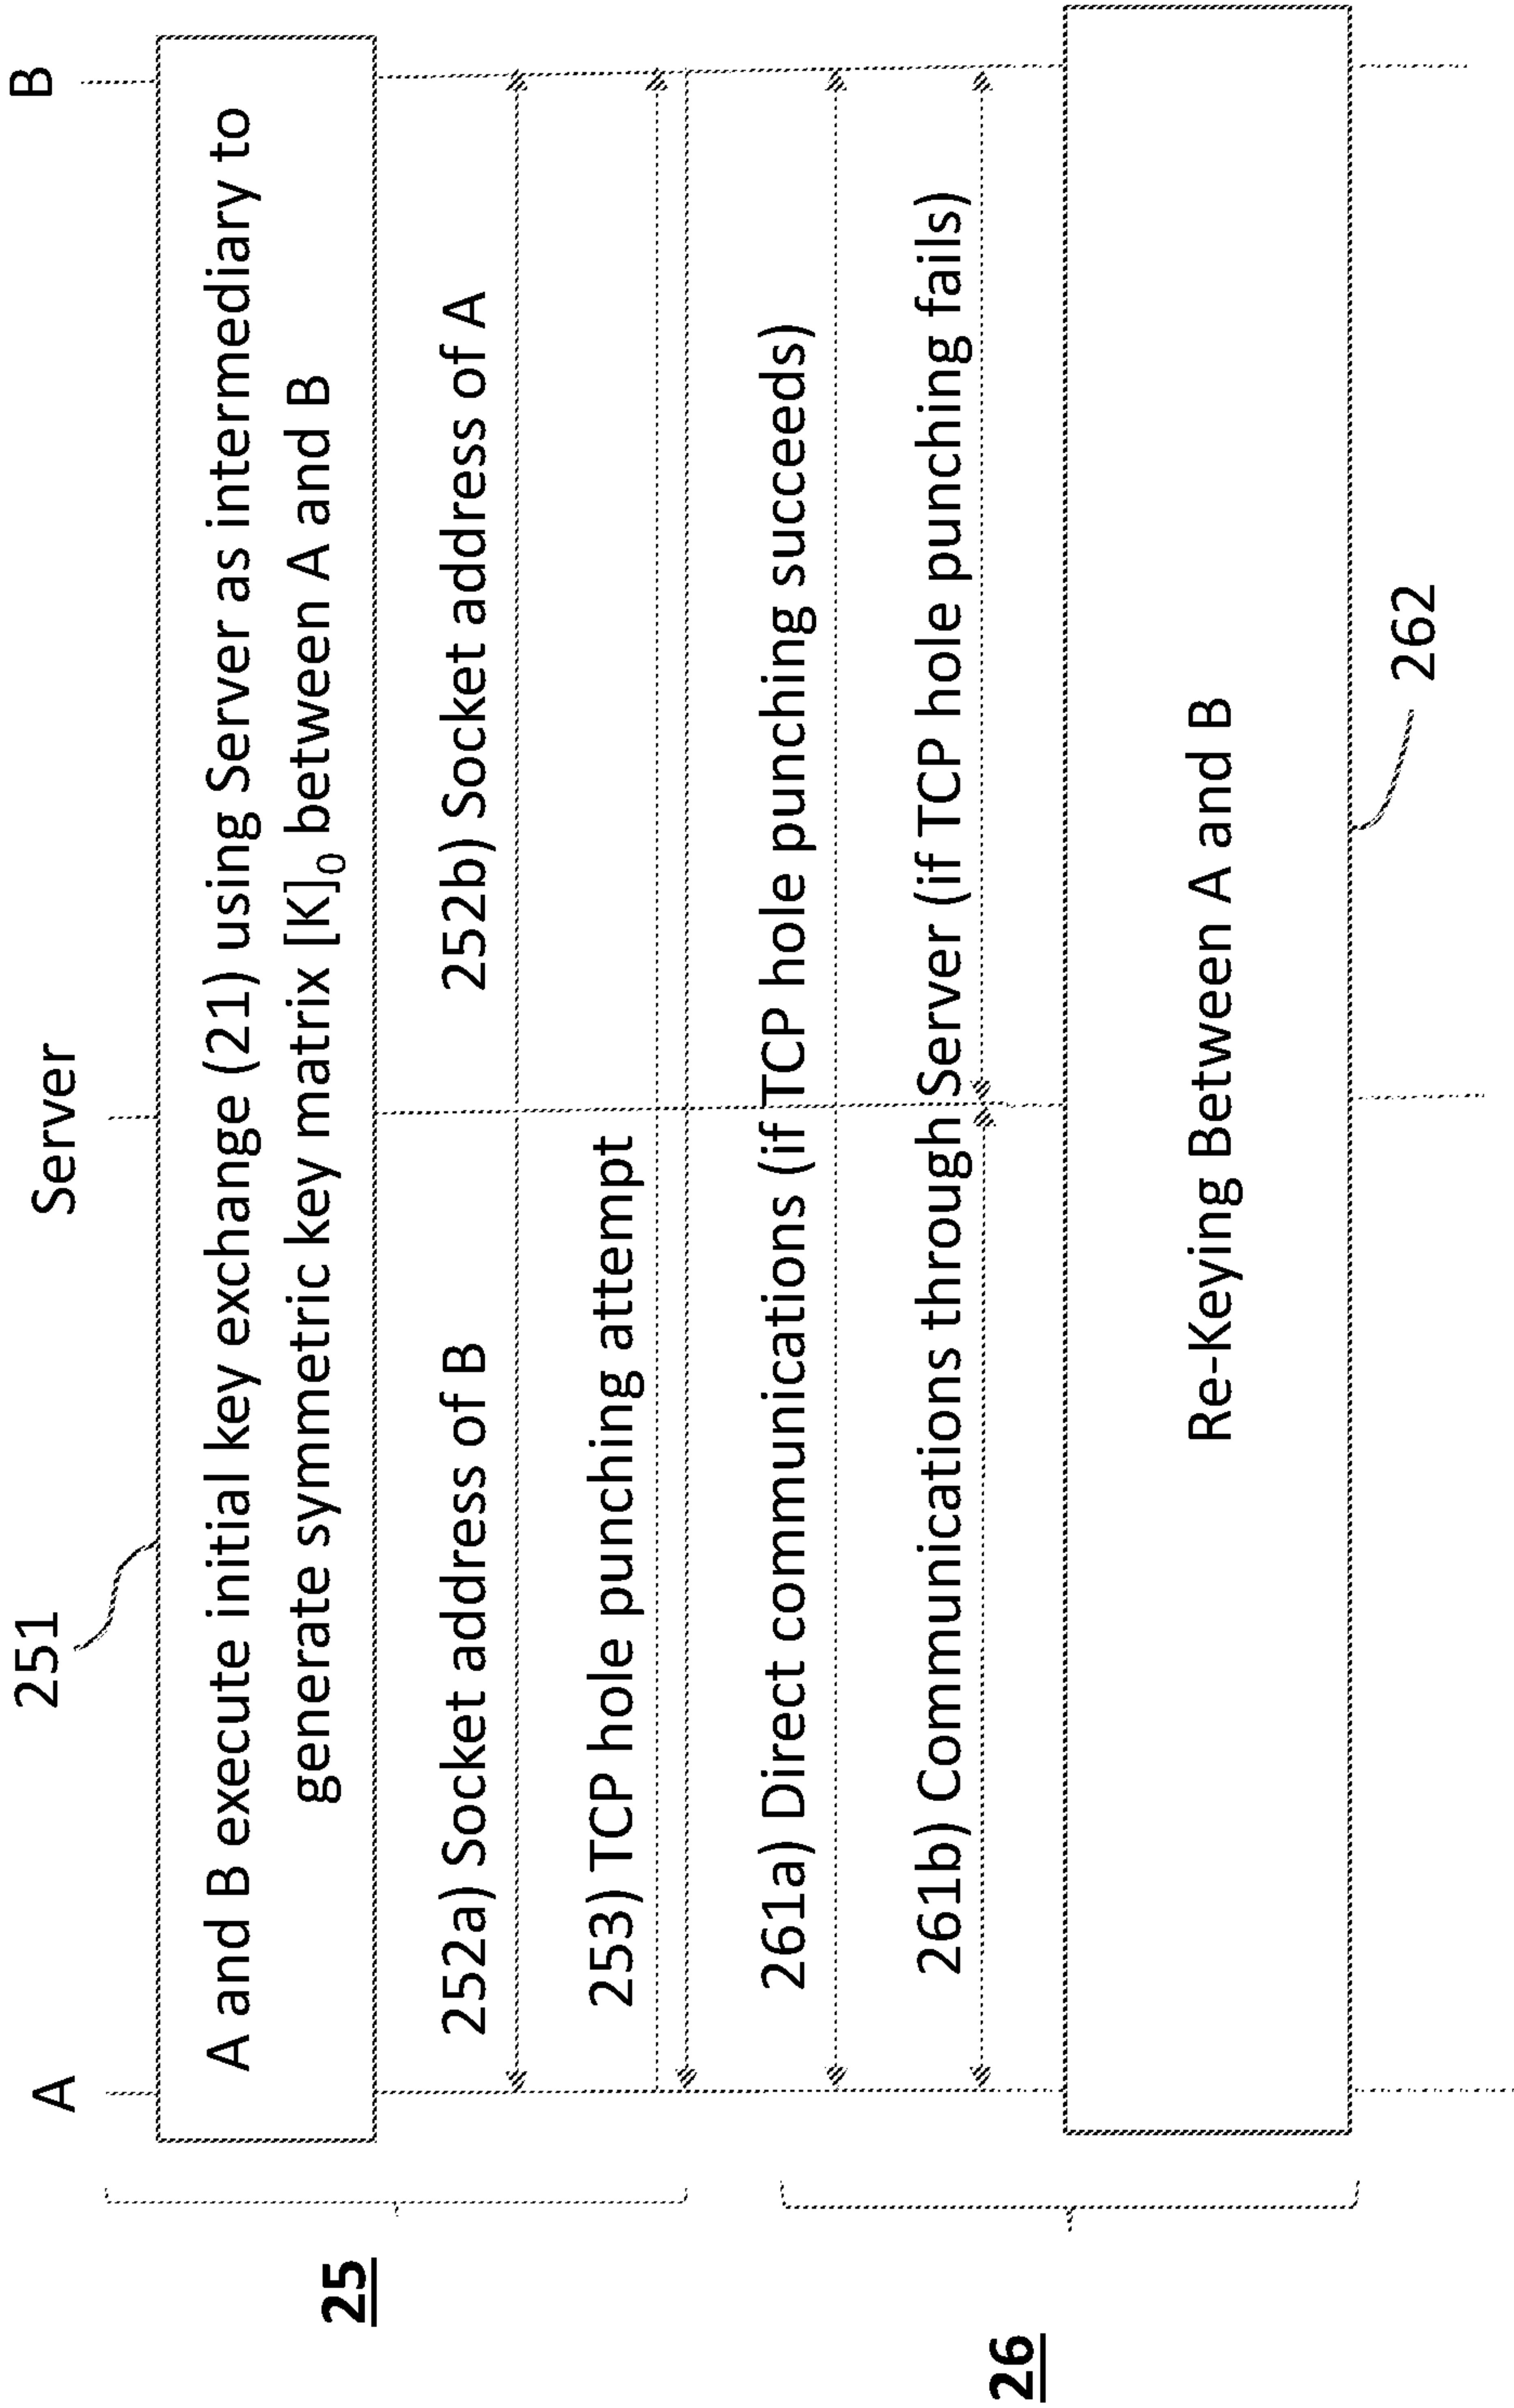 A
Server
B
251
A and B execute initial key exchange (21) using Server as intermediary to
generate symmetric key matrix [K]₀ between A and B
25
252a) Socket address of B
252b) Socket address of A
253) TCP hole punching attempt
261a) Direct communications (if TCP hole punching succeeds)
261b) Communications through Server (if TCP hole punching fails)
26
Re-Keying Between A and B
262